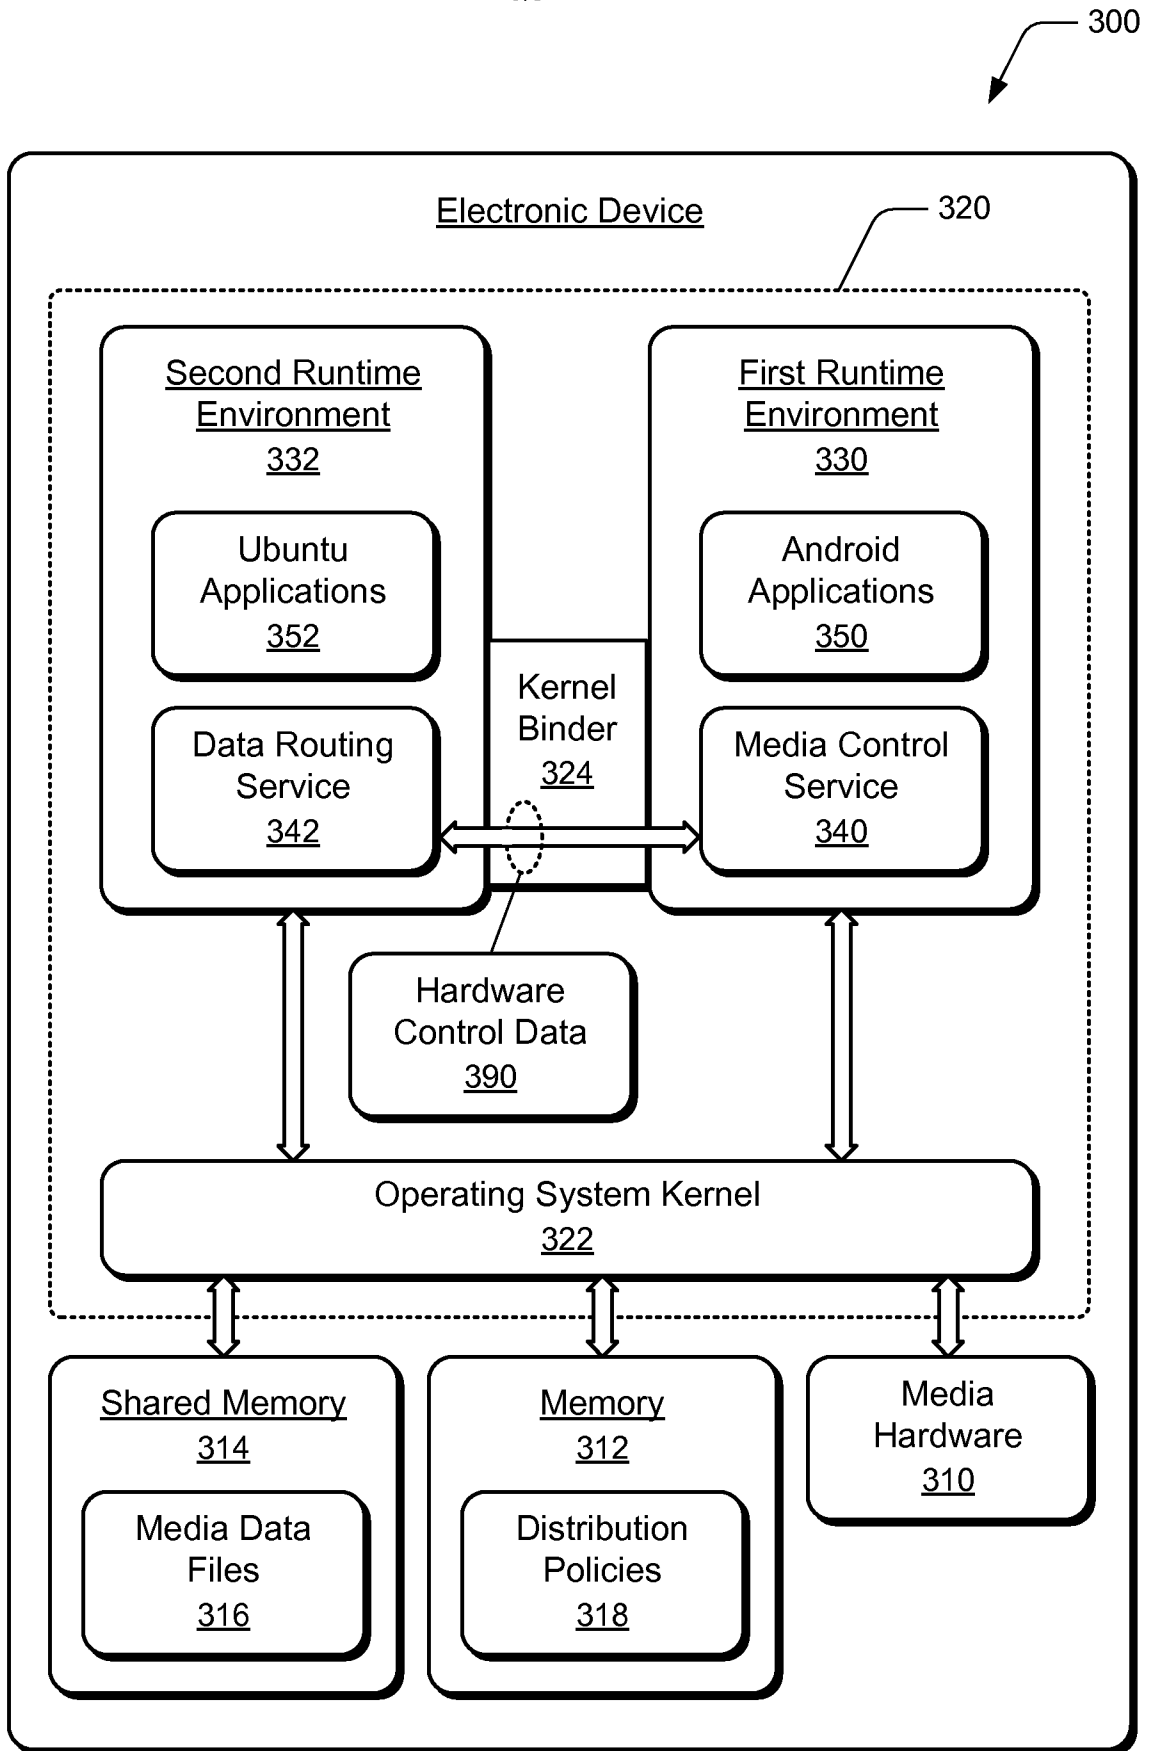 300
Electronic Device
320
Second Runtime
Environment
332
First Runtime
Environment
330
Ubuntu
Applications
352
Android
Applications
350
Kernel
Binder
324
Data Routing
Service
342
Media Control
Service
340
Hardware
Control Data
390
Operating System Kernel
322
Shared Memory
314
Media Data
Files
316
Memory
312
Distribution
Policies
318
Media
Hardware
310